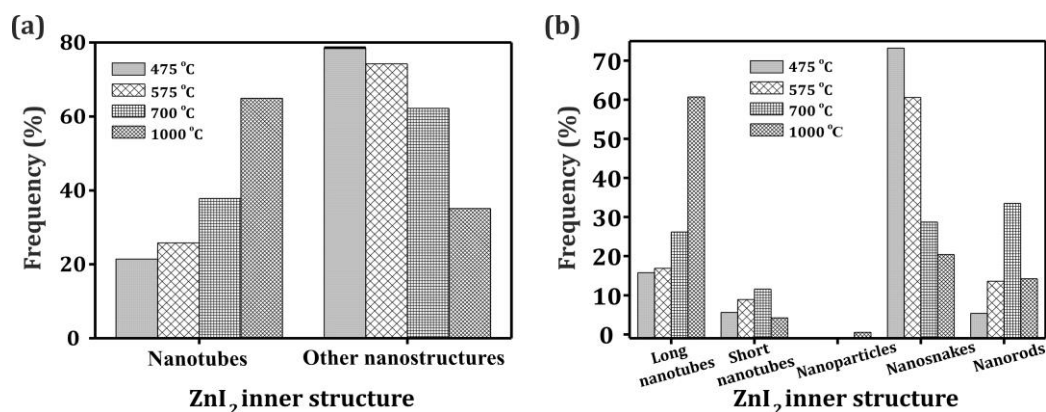 (a)
80
60
40
20
0
Frequency (%)
475 °C
575 °C
700 °C
1000 °C
Nanotubes
Other nanostructures
ZnI₂ inner structure
(b)
70
60
50
40
30
20
10
0
Frequency (%)
475 °C
575 °C
700 °C
1000 °C
Long
nanotubes
Short
nanotubes
Nanoparticles
Nanosnakes
Nanorods
ZnI₂ inner structure